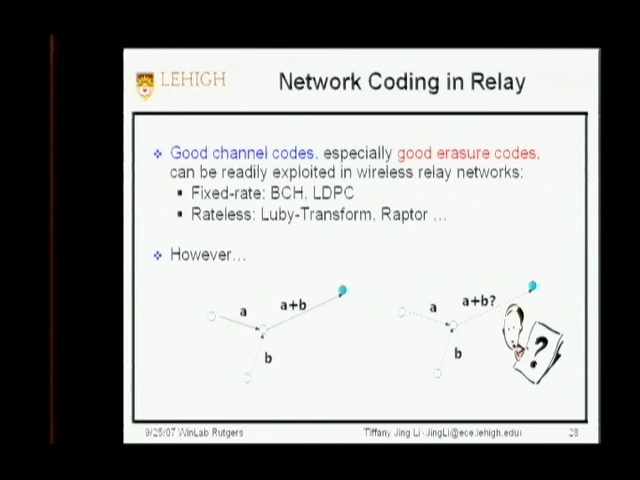 LEHIGH
Network Coding in Relay
Good channel codes, especially good erasure codes,
can be readily exploited in wireless relay networks:
Fixed-rate: BCH, LDPC
Rateless: Luby-Transform, Raptor ...
However...
a a+b
b
a a+b?
b
?
9/25/07 WinLab Rutgers Tiffany Jing Li (JingLi@ece.lehigh.edu) 28